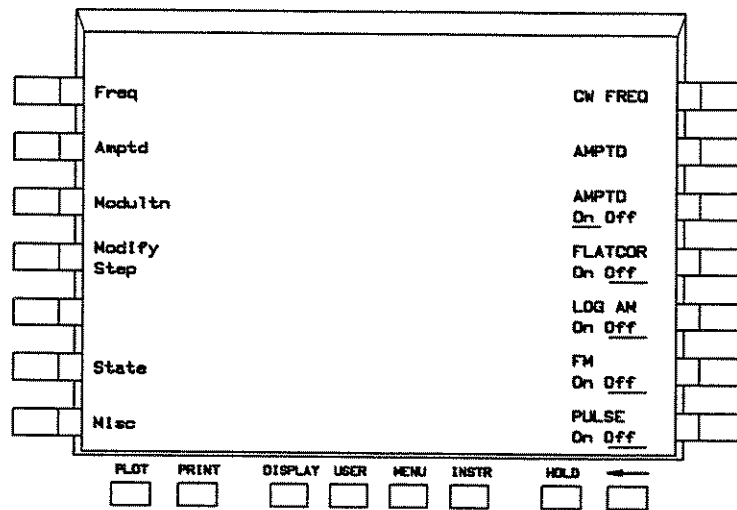 Freq
CW FREQ
Amptd
AMPTD
Modultn
AMPTD
On Off
Modify
Step
FLATCOR
On Off
LOG AM
On Off
State
FM
On Off
Misc
PULSE
On Off
PLOT PRINT DISPLAY USER MENU INSTR HOLD